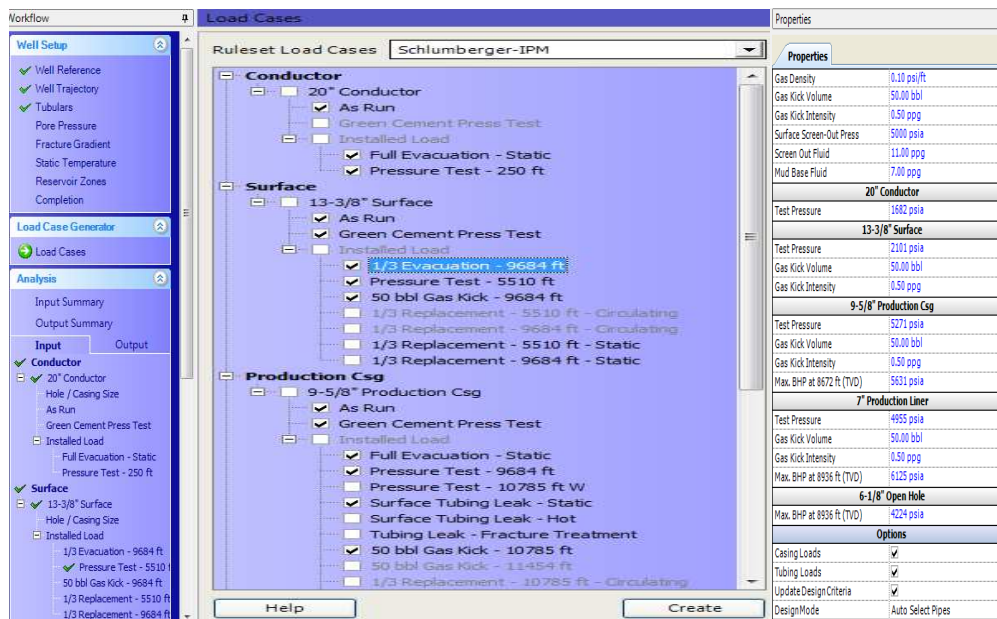 Workflow
Well Setup
Well Reference
Well Trajectory
Tubulars
Pore Pressure
Fracture Gradient
Static Temperature
Reservoir Zones
Completion
Load Case Generator
Load Cases
Analysis
Input Summary
Output Summary
Input Output
Conductor
20" Conductor
Hole / Casing Size
As Run
Green Cement Press Test
Installed Load
Full Evacuation - Static
Pressure Test - 250 ft
Surface
13-3/8" Surface
Hole / Casing Size
Installed Load
1/3 Evacuation - 9684 ft
Pressure Test - 5510 f
50 bbl Gas Kick - 9684 ft
1/3 Replacement - 5510 ft
1/3 Replacement - 9684 ft
Load Cases
Ruleset Load Cases Schlumberger-IPM
Conductor
20" Conductor
As Run
Green Cement Press Test
Installed Load
Full Evacuation - Static
Pressure Test - 250 ft
Surface
13-3/8" Surface
As Run
Green Cement Press Test
Installed Load
1/3 Evacuation - 9684 ft
Pressure Test - 5510 ft
50 bbl Gas Kick - 9684 ft
1/3 Replacement - 5510 ft - Circulating
1/3 Replacement - 9684 ft - Circulating
1/3 Replacement - 5510 ft - Static
1/3 Replacement - 9684 ft - Static
Production Csg
9-5/8" Production Csg
As Run
Green Cement Press Test
Installed Load
Full Evacuation - Static
Pressure Test - 9684 ft
Pressure Test - 10785 ft W
Surface Tubing Leak - Static
Surface Tubing Leak - Hot
Tubing Leak - Fracture Treatment
50 bbl Gas Kick - 10785 ft
50 bbl Gas Kick - 11454 ft
1/3 Replacement - 10785 ft - Circulating
Help Create
Properties
Properties
Gas Density 0.10 psi/ft
Gas Kick Volume 50.00 bbl
Gas Kick Intensity 0.50 ppg
Surface Screen-Out Press 5000 psia
Screen Out Fluid 11.00 ppg
Mud Base Fluid 7.00 ppg
20" Conductor
Test Pressure 1682 psia
13-3/8" Surface
Test Pressure 2101 psia
Gas Kick Volume 50.00 bbl
Gas Kick Intensity 0.50 ppg
9-5/8" Production Csg
Test Pressure 5271 psia
Gas Kick Volume 50.00 bbl
Gas Kick Intensity 0.50 ppg
Max. BHP at 8672 ft (TVD) 5631 psia
7" Production Liner
Test Pressure 4955 psia
Gas Kick Volume 50.00 bbl
Gas Kick Intensity 0.50 ppg
Max. BHP at 8936 ft (TVD) 6125 psia
6-1/8" Open Hole
Max. BHP at 8936 ft (TVD) 4224 psia
Options
Casing Loads
Tubing Loads
Update Design Criteria
DesignMode Auto Select Pipes